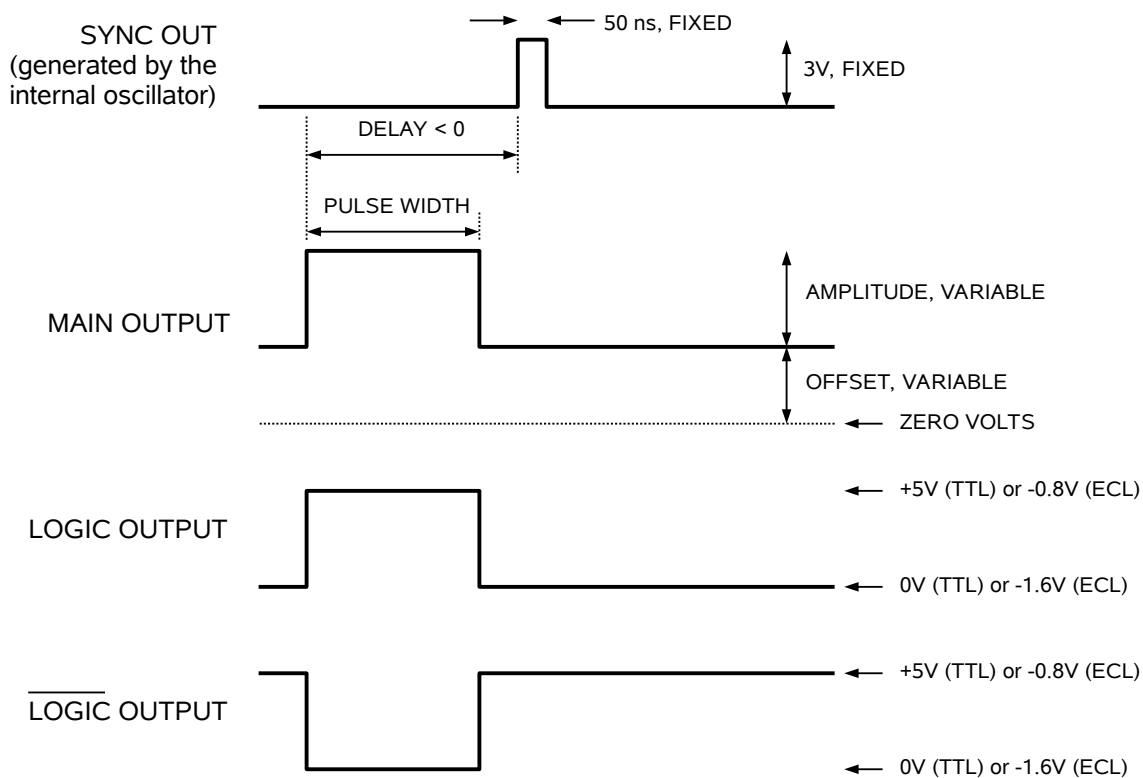 50 ns, FIXED
SYNC OUT
(generated by the
internal oscillator)
3V, FIXED
DELAY < 0
PULSE WIDTH
AMPLITUDE, VARIABLE
MAIN OUTPUT
OFFSET, VARIABLE
ZERO VOLTS
+5V (TTL) or -0.8V (ECL)
LOGIC OUTPUT
0V (TTL) or -1.6V (ECL)
+5V (TTL) or -0.8V (ECL)
LOGIC OUTPUT
0V (TTL) or -1.6V (ECL)